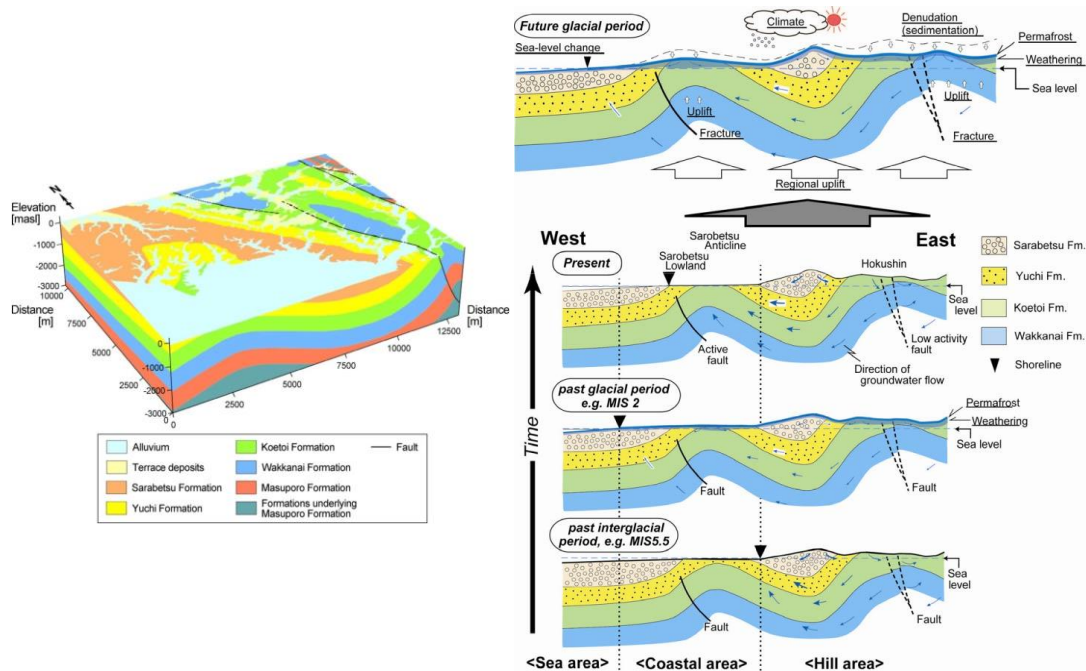 N
Elevation
[masl]
0
-1000
-2000
-3000
10000
Distance
[m]
7500
5000
2500
0
0
-1000
-2000
-3000
0
2500
5000
7500
10000
12500
Distance
[m]
Alluvium
Terrace deposits
Sarabetsu Formation
Yuchi Formation
Koetoi Formation
Wakkanai Formation
Masuporo Formation
Formations underlying
Masuporo Formation
Fault
Future glacial period
Climate
Denudation
(sedimentation)
Sea-level change
Permafrost
Weathering
Sea level
Uplift
Fracture
Uplift
Fracture
Regional uplift
West
Sarobetsu
Anticline
East
Present
Sarobetsu
Lowland
Hokushin
Sea
level
Active
fault
Low activity
fault
Direction of
groundwater flow
Sarabetsu Fm.
Yuchi Fm.
Koetoi Fm.
Wakkanai Fm.
Shoreline
Time
past glacial period
e.g. MIS 2
Permafrost
Weathering
Sea level
Fault
Fault
past interglacial
period, e.g. MIS5.5
Sea
level
Fault
Fault
<Sea area>
<Coastal area>
<Hill area>